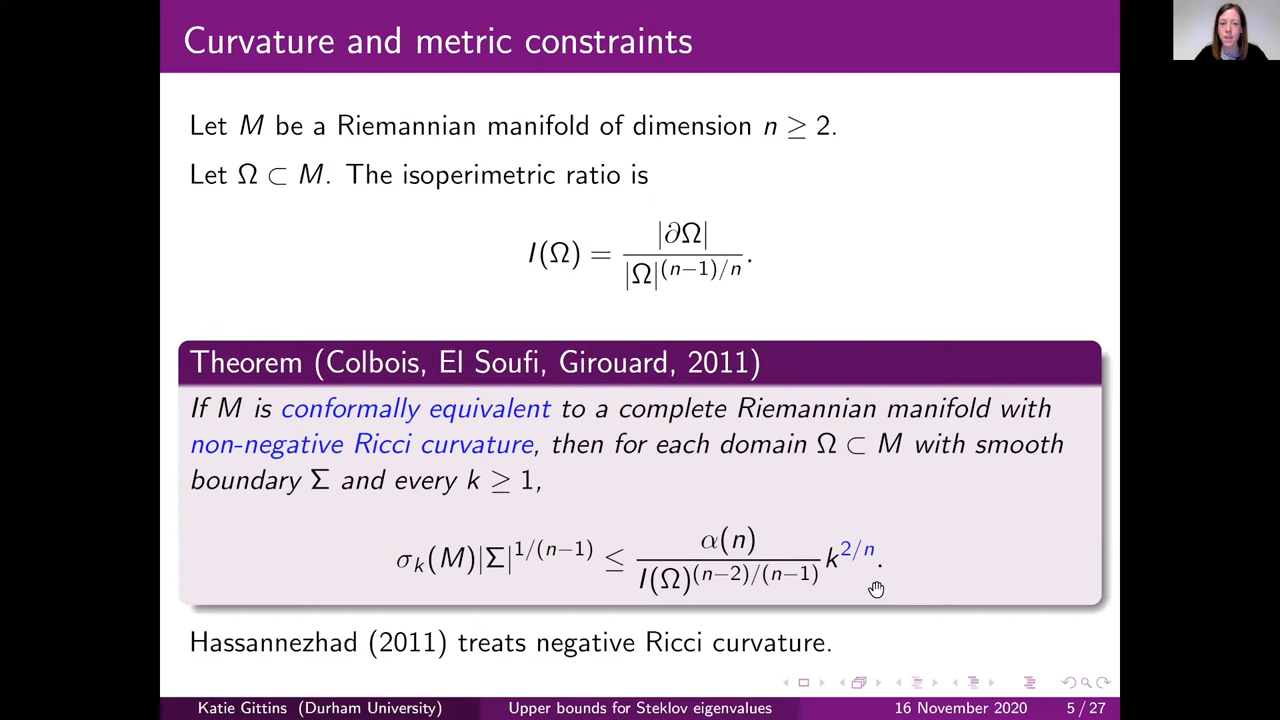 Curvature and metric constraints
Let M be a Riemannian manifold of dimension n ≥ 2.
Let Ω ⊂ M. The isoperimetric ratio is
I(Ω) = |∂Ω| / |Ω|^{(n−1)/n}.
Theorem (Colbois, El Soufi, Girouard, 2011)
If M is conformally equivalent to a complete Riemannian manifold with
non-negative Ricci curvature, then for each domain Ω ⊂ M with smooth
boundary Σ and every k ≥ 1,
σ_k(M)|Σ|^{1/(n−1)} ≤ α(n) / I(Ω)^{(n−2)/(n−1)} k^{2/n}.
Hassannezhad (2011) treats negative Ricci curvature.
Katie Gittins (Durham University) Upper bounds for Steklov eigenvalues 16 November 2020 5 / 27